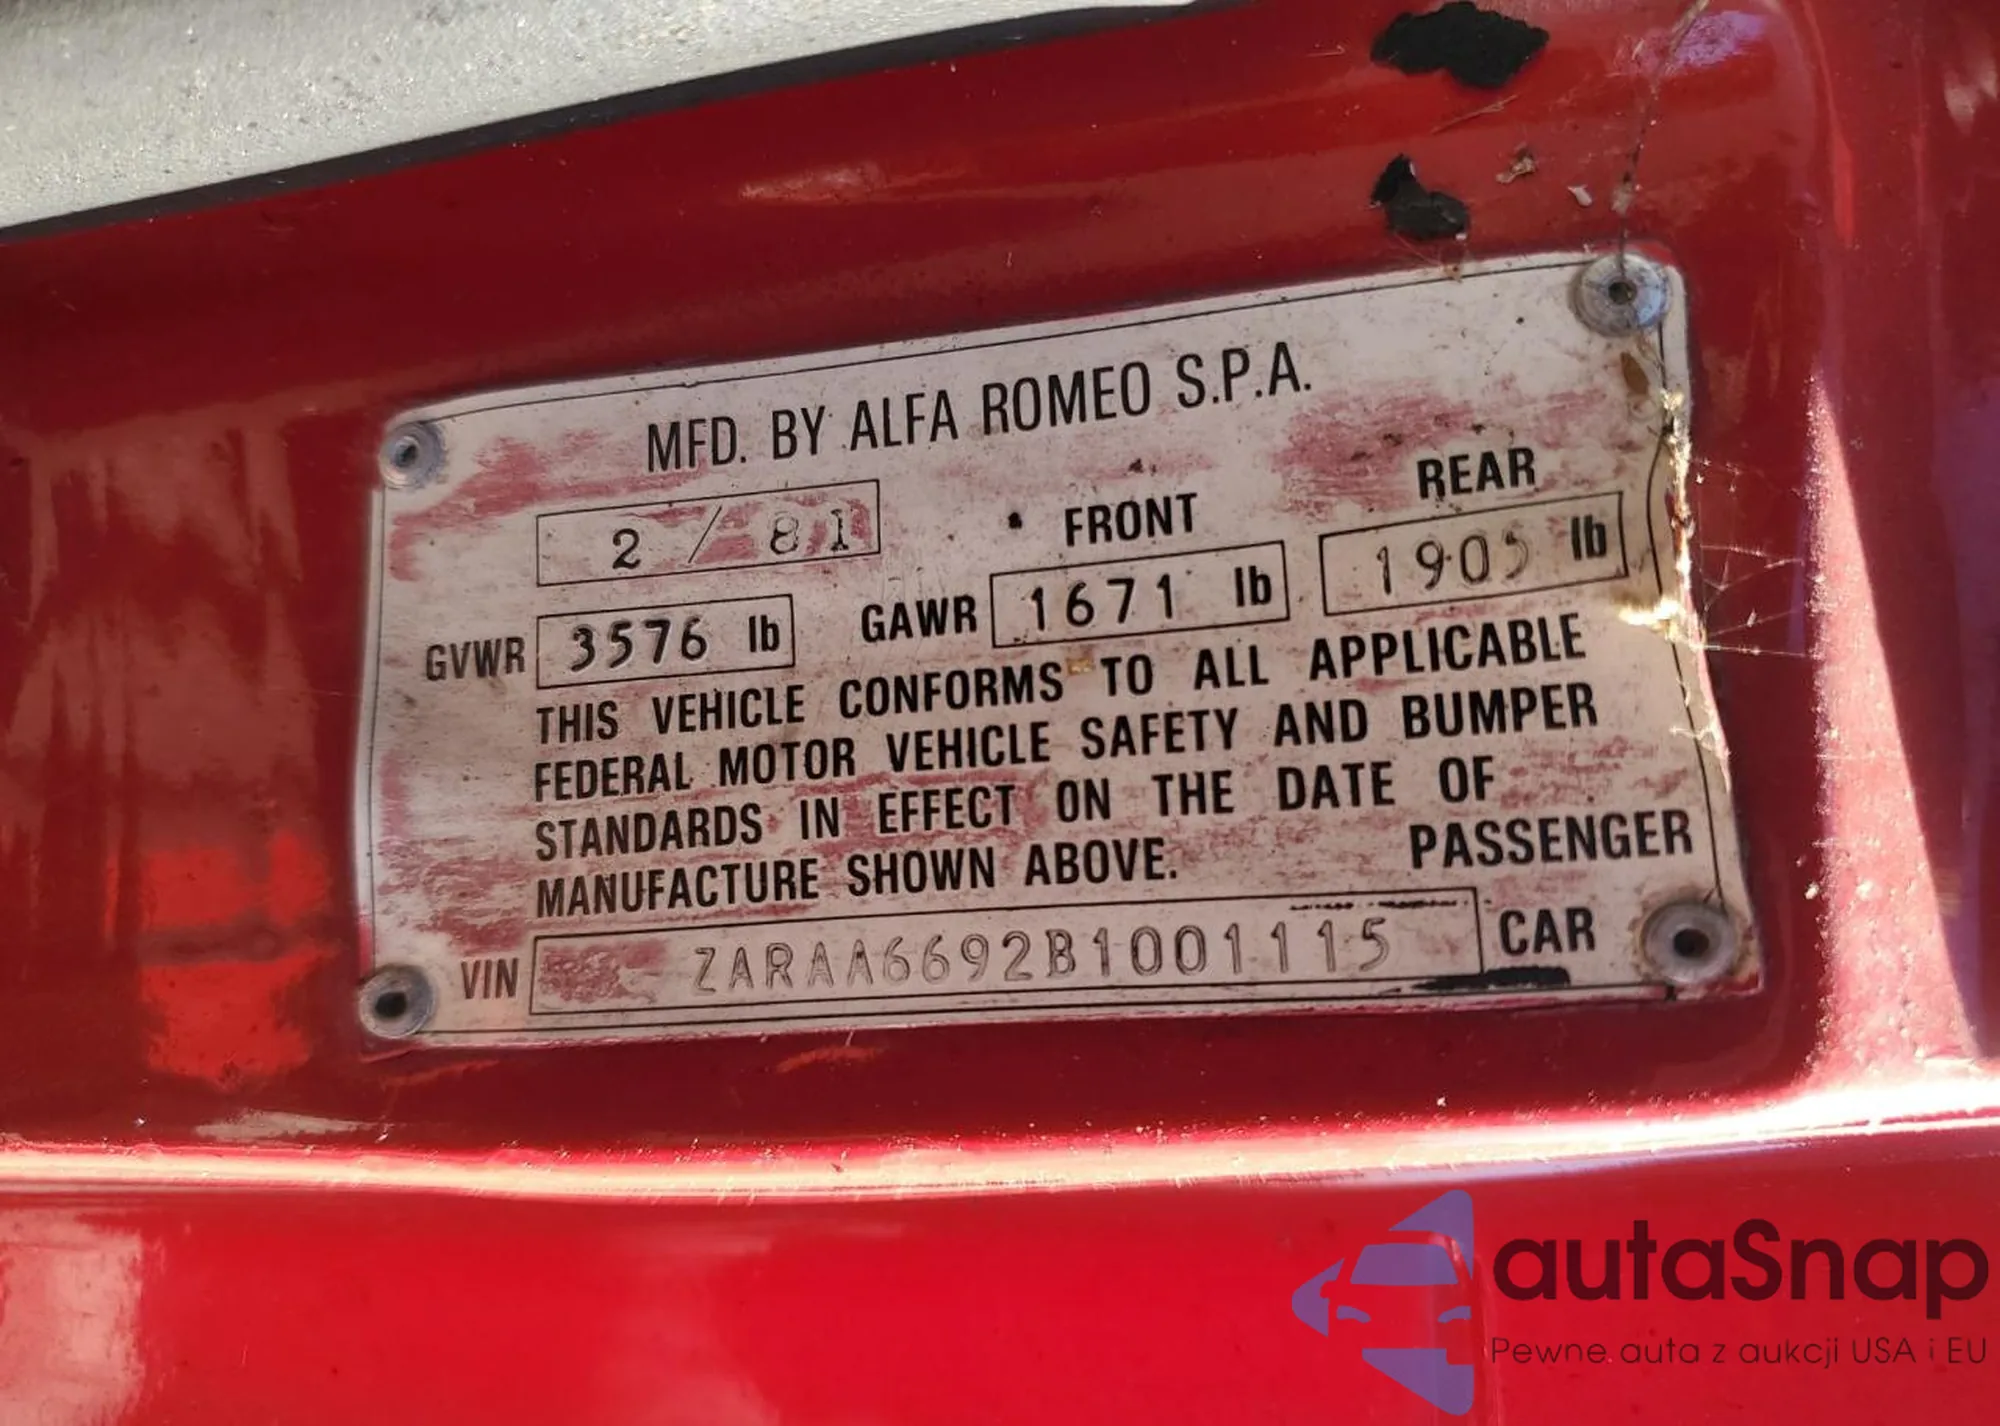 MFD. BY ALFA ROMEO S.P.A.
2 / 81
FRONT
REAR
GVWR 3576 lb GAWR 1671 lb 1905 lb
THIS VEHICLE CONFORMS TO ALL APPLICABLE
FEDERAL MOTOR VEHICLE SAFETY AND BUMPER
STANDARDS IN EFFECT ON THE DATE OF
MANUFACTURE SHOWN ABOVE. PASSENGER
VIN ZARAA6692B1001115 CAR
autaSnap
Pewne auta z aukcji USA i EU